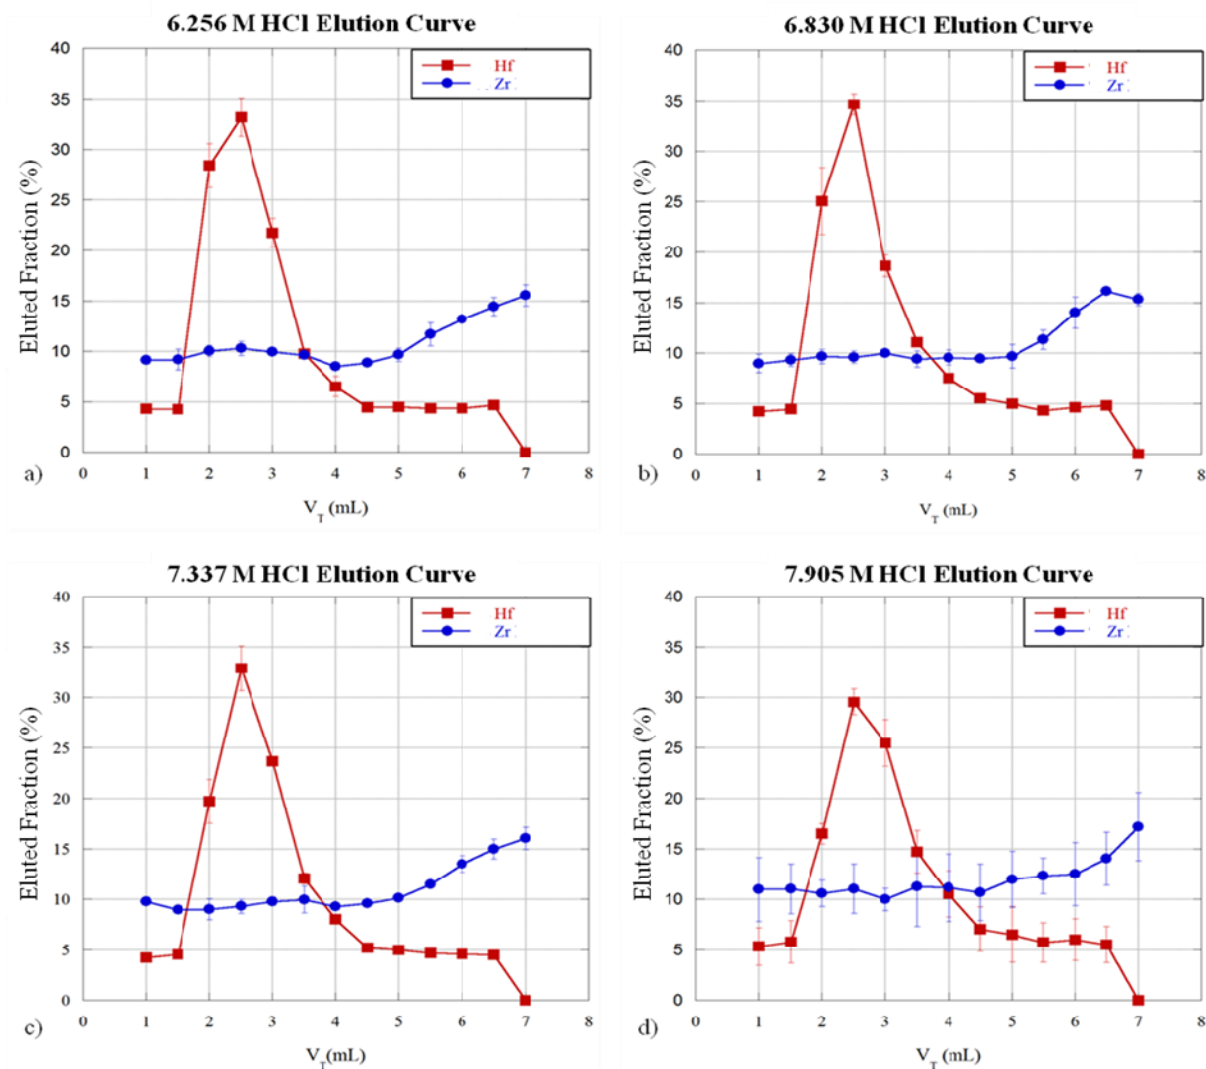 6.256 M HCl Elution Curve
40
35
30
25
20
15
10
5
0
Eluted Fraction (%)
Hf
Zr
0 1 2 3 4 5 6 7 8
a)
V_T (mL)
6.830 M HCl Elution Curve
40
35
30
25
20
15
10
5
0
Eluted Fraction (%)
Hf
Zr
0 1 2 3 4 5 6 7 8
b)
V_T (mL)
7.337 M HCl Elution Curve
40
35
30
25
20
15
10
5
0
Eluted Fraction (%)
Hf
Zr
0 1 2 3 4 5 6 7 8
c)
V_T(mL)
7.905 M HCl Elution Curve
40
35
30
25
20
15
10
5
0
Eluted Fraction (%)
Hf
Zr
0 1 2 3 4 5 6 7 8
d)
V_T (mL)